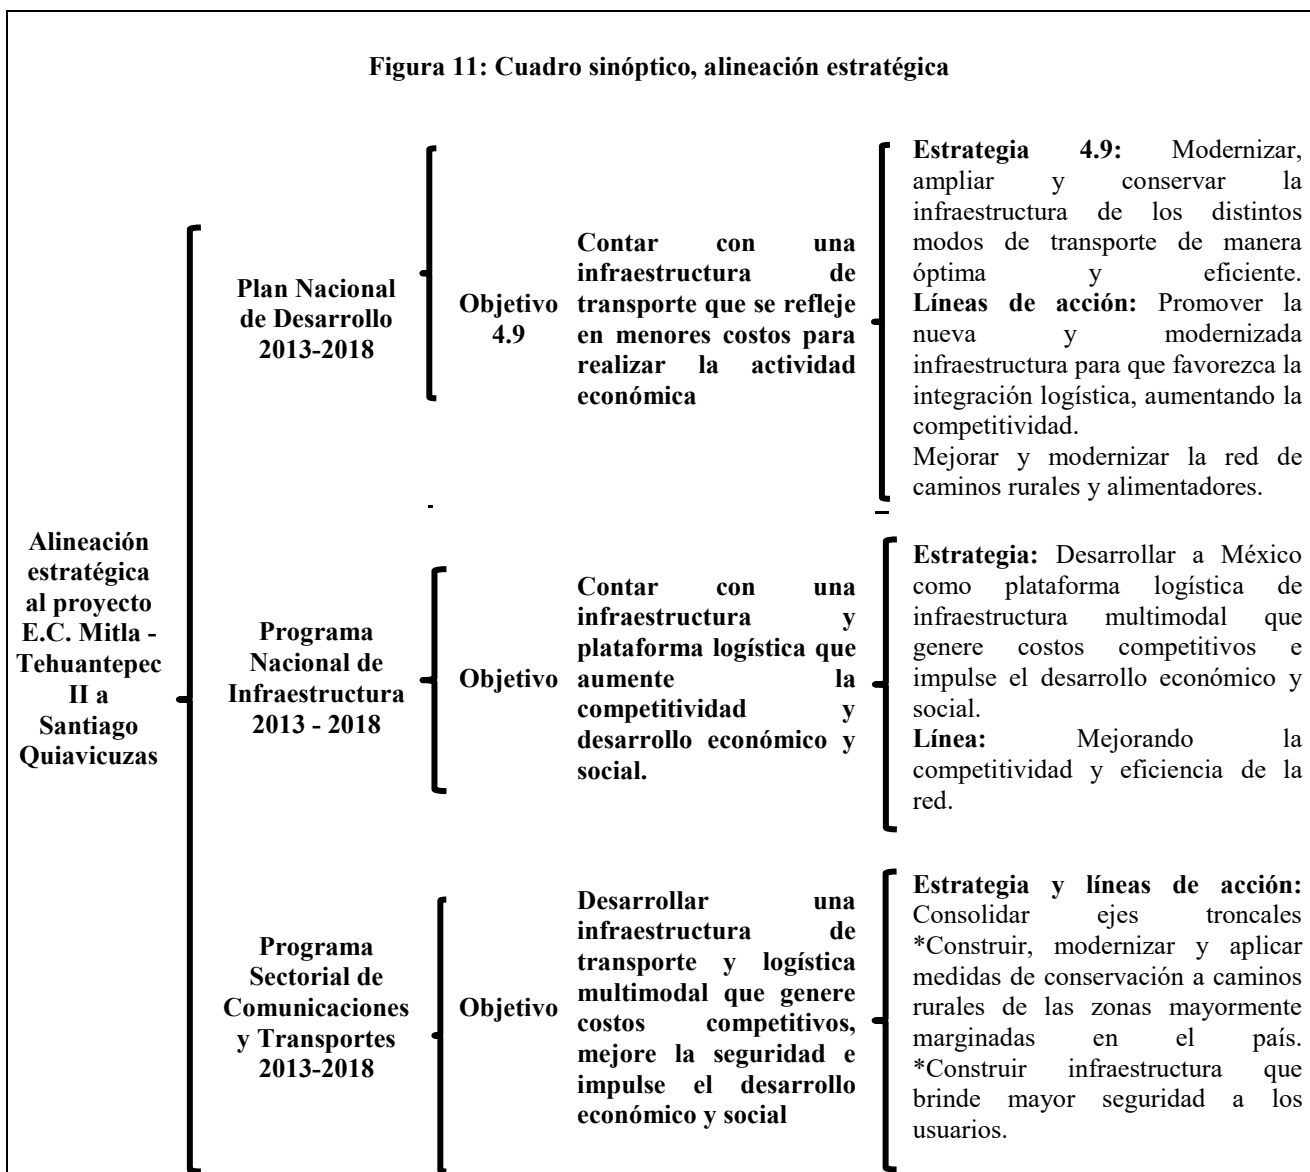 Figura 11: Cuadro sinóptico, alineación estratégica
Alineación
estratégica
al proyecto
E.C. Mitla -
Tehuantepec
II a
Santiago
Quiavicuzas
Plan Nacional
de Desarrollo
2013-2018
Objetivo
4.9
Contar con una
infraestructura de
transporte que se refleje
en menores costos para
realizar la actividad
económica
Estrategia 4.9: Modernizar,
ampliar y conservar la
infraestructura de los distintos
modos de transporte de manera
óptima y eficiente.
Líneas de acción: Promover la
nueva y modernizada
infraestructura para que favorezca la
integración logística, aumentando la
competitividad.
Mejorar y modernizar la red de
caminos rurales y alimentadores.
Programa
Nacional de
Infraestructura
2013 - 2018
Objetivo
Contar con una
infraestructura y
plataforma logística que
aumente la
competitividad y
desarrollo económico y
social.
Estrategia: Desarrollar a México
como plataforma logística de
infraestructura multimodal que
genere costos competitivos e
impulse el desarrollo económico y
social.
Línea: Mejorando la
competitividad y eficiencia de la
red.
Programa
Sectorial de
Comunicaciones
y Transportes
2013-2018
Objetivo
Desarrollar una
infraestructura de
transporte y logística
multimodal que genere
costos competitivos,
mejore la seguridad e
impulse el desarrollo
económico y social
Estrategia y líneas de acción:
Consolidar ejes troncales
*Construir, modernizar y aplicar
medidas de conservación a caminos
rurales de las zonas mayormente
marginadas en el país.
*Construir infraestructura que
brinde mayor seguridad a los
usuarios.